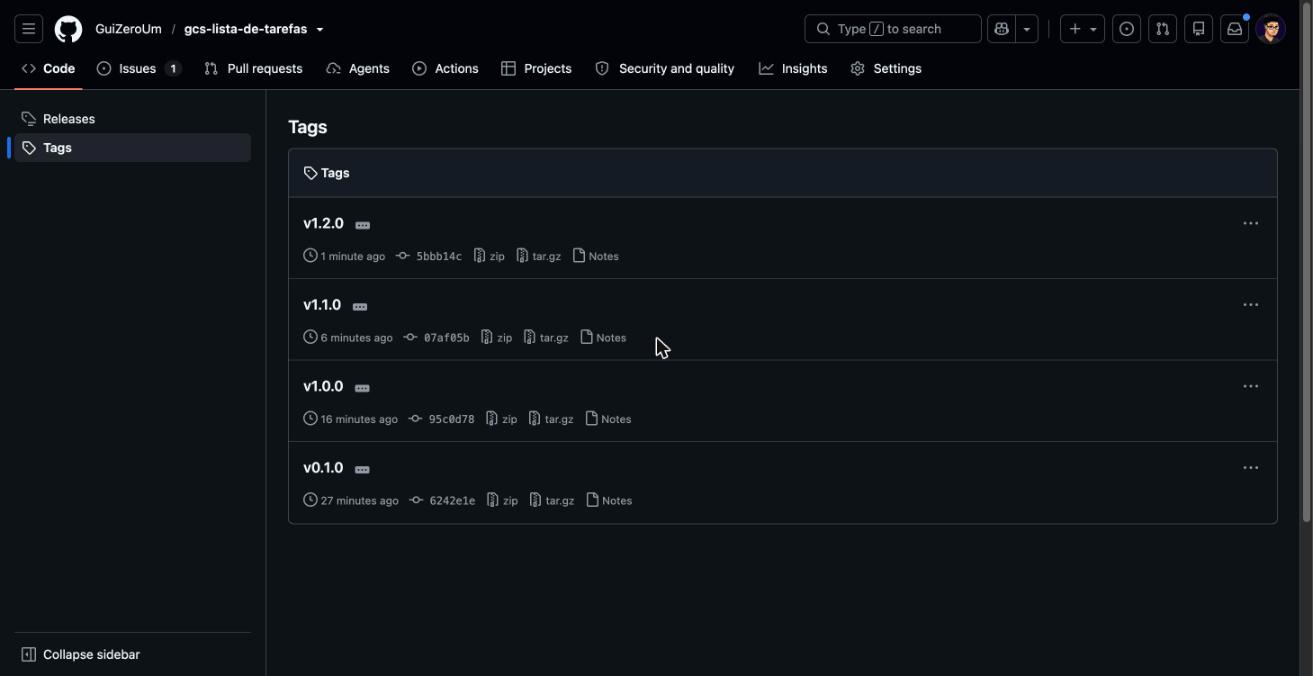 GuiZeroUm / gcs-lista-de-tarefas
Type / to search
Code Issues 1 Pull requests Agents Actions Projects Security and quality Insights Settings
Releases
Tags
Tags
Tags
v1.2.0
1 minute ago 5bbb14c zip tar.gz Notes
v1.1.0
6 minutes ago 07af05b zip tar.gz Notes
v1.0.0
16 minutes ago 95c0d78 zip tar.gz Notes
v0.1.0
27 minutes ago 6242e1e zip tar.gz Notes
Collapse sidebar